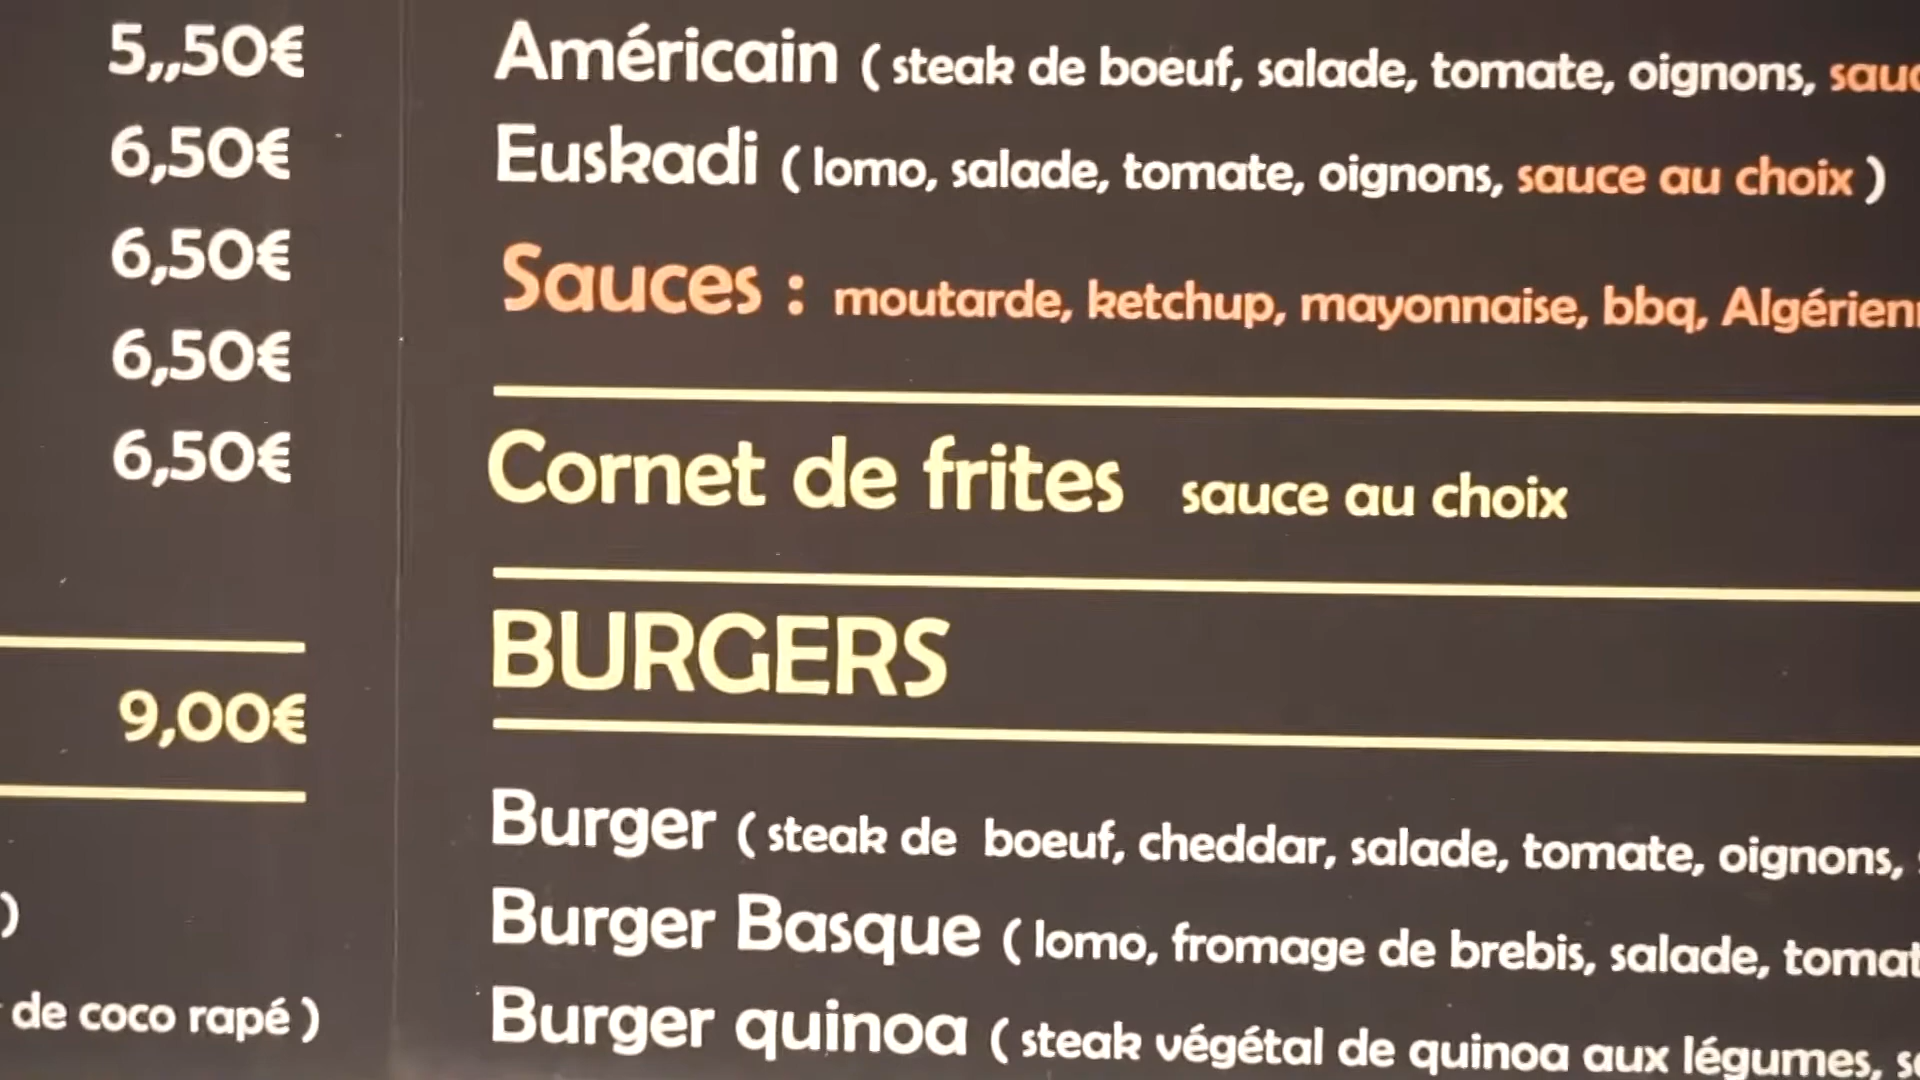 5,,50€
6,50€
6,50€
6,50€
6,50€
9,00€
)
de coco rapé )
Américain ( steak de boeuf, salade, tomate, oignons,
Euskadi ( lomo, salade, tomate, oignons, sauce au choix )
Sauces : moutarde, ketchup, mayonnaise, bbq,
Cornet de frites sauce au choix
BURGERS
Burger ( steak de boeuf, cheddar, salade, tomate, oignons,
Burger Basque ( lomo, fromage de brebis, salade,
Burger quinoa ( steak végétal de quinoa aux légumes,